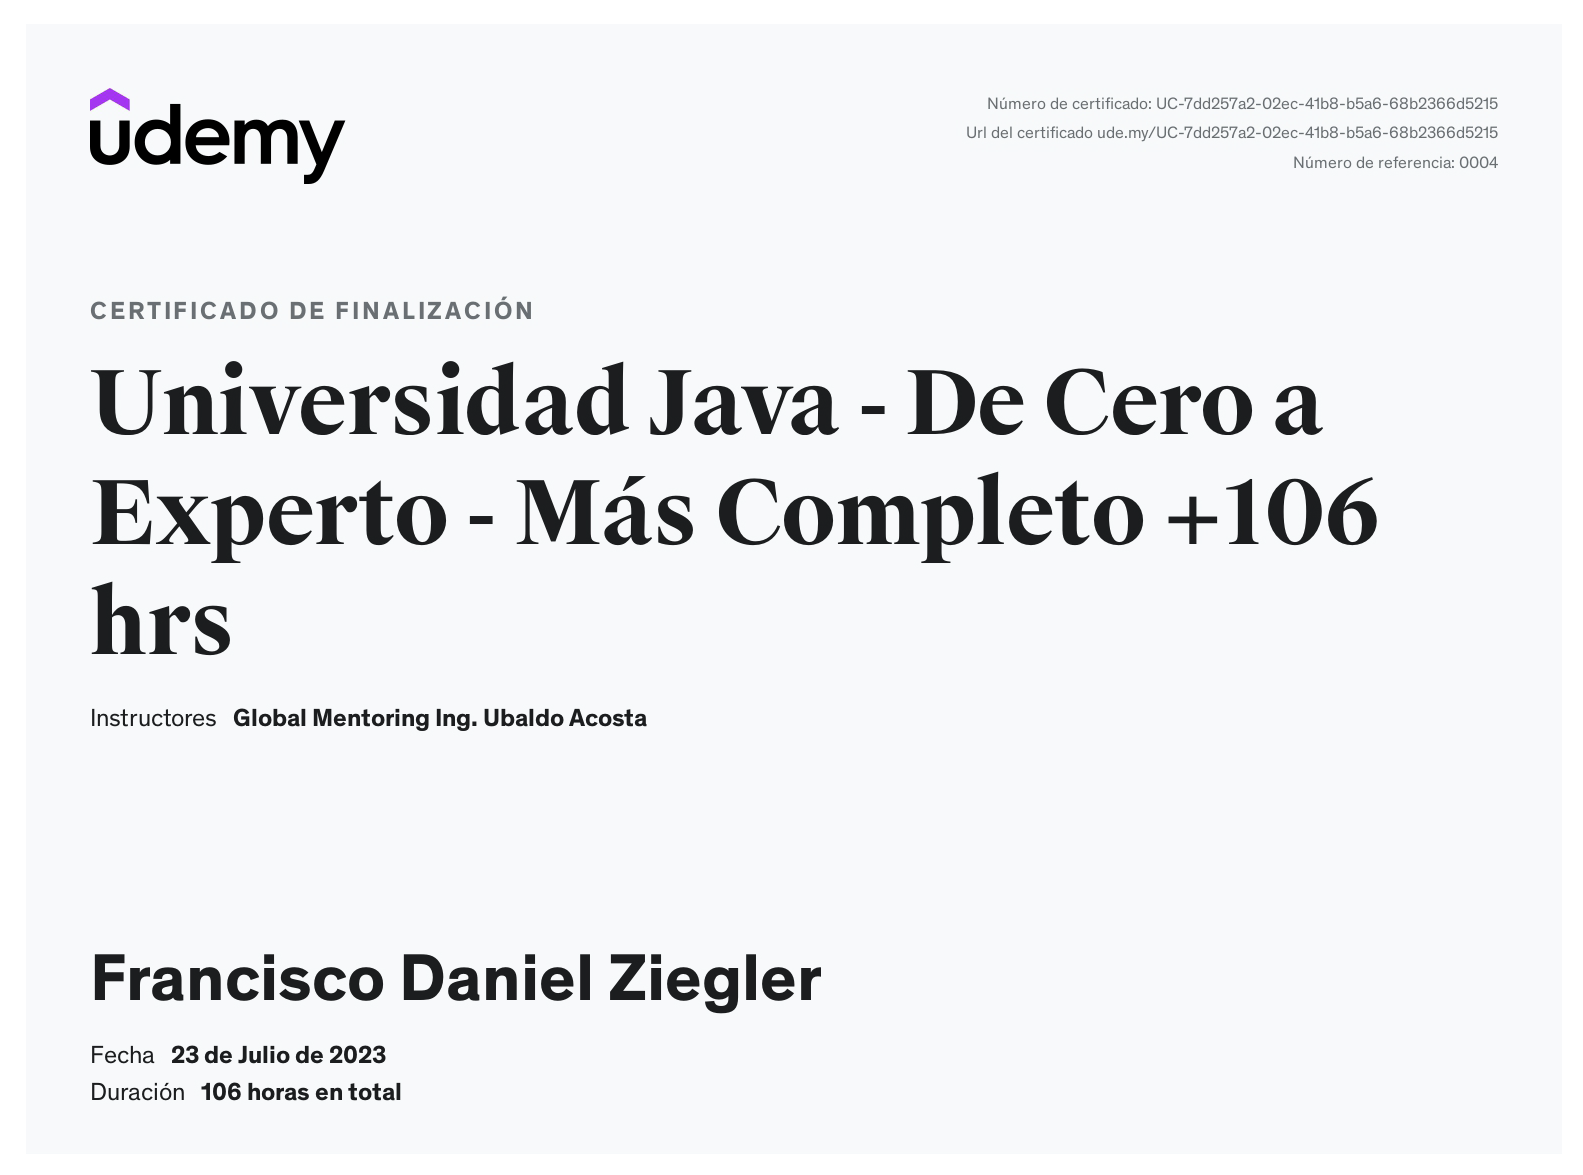 udemy
Número de certificado: UC-7dd257a2-02ec-41b8-b5a6-68b2366d5215
Url del certificado ude.my/UC-7dd257a2-02ec-41b8-b5a6-68b2366d5215
Número de referencia: 0004
CERTIFICADO DE FINALIZACIÓN
Universidad Java - De Cero a
Experto - Más Completo +106
hrs
Instructores Global Mentoring Ing. Ubaldo Acosta
Francisco Daniel Ziegler
Fecha 23 de Julio de 2023
Duración 106 horas en total